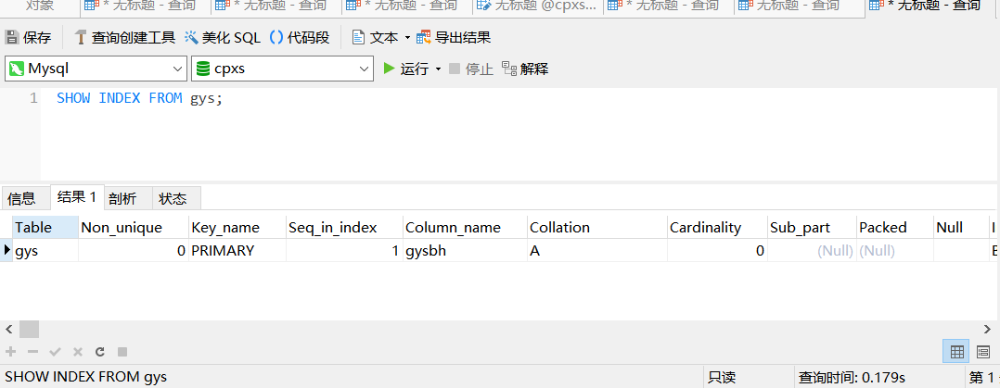 对象 * 无标题 - 查询 * 无标题 - 查询 * 无标题 - 查询 无标题 @cpxs... * 无标题 - 查询 无标题 - 查询 * 无标题 - 查询
保存 查询创建工具 美化 SQL () 代码段 文本 导出结果
Mysql cpxs 运行 停止 解释
1 SHOW INDEX FROM gys;
信息 结果 1 剖析 状态
Table Non_unique Key_name Seq_in_index Column_name Collation Cardinality Sub_part Packed Null
gys 0 PRIMARY 1 gysbh A 0 (Null) (Null)
SHOW INDEX FROM gys 只读 查询时间: 0.179s 第 1